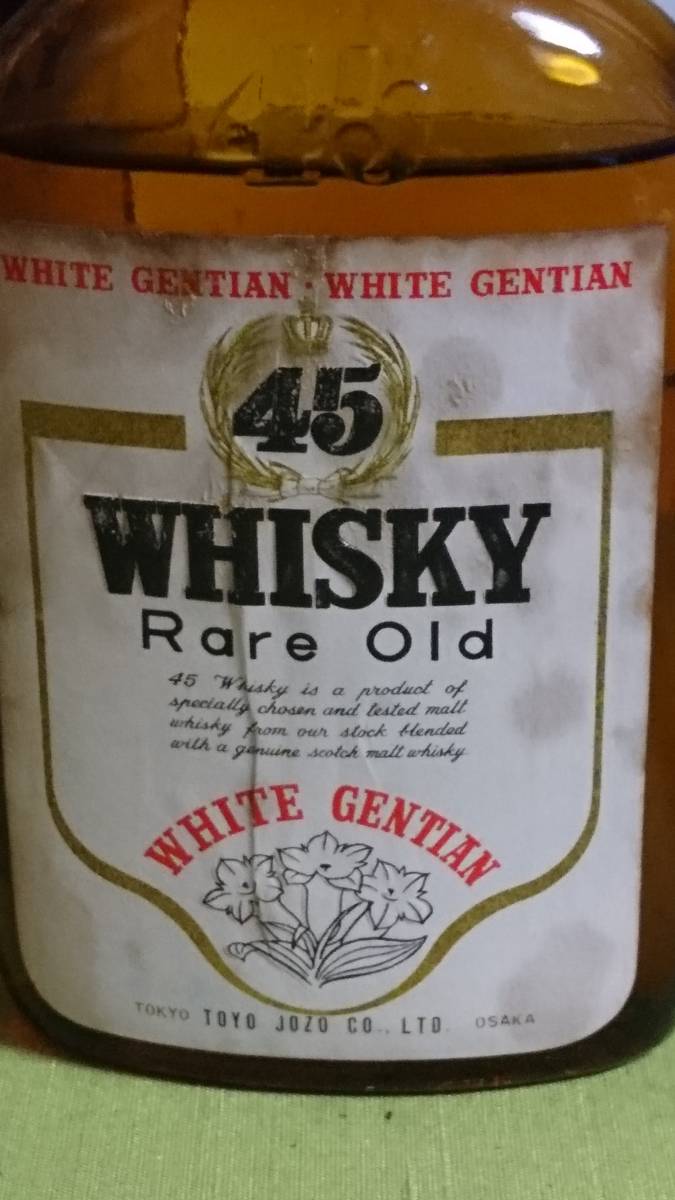 WHITE GENTIAN · WHITE GENTIAN
45
WHISKY
Rare Old
45 Whisky is a product of
specially chosen and tested malt
whisky from our stock blended
with a genuine scotch malt whisky
WHITE GENTIAN
TOKYO TOYO JOZO CO., LTD. OSAKA